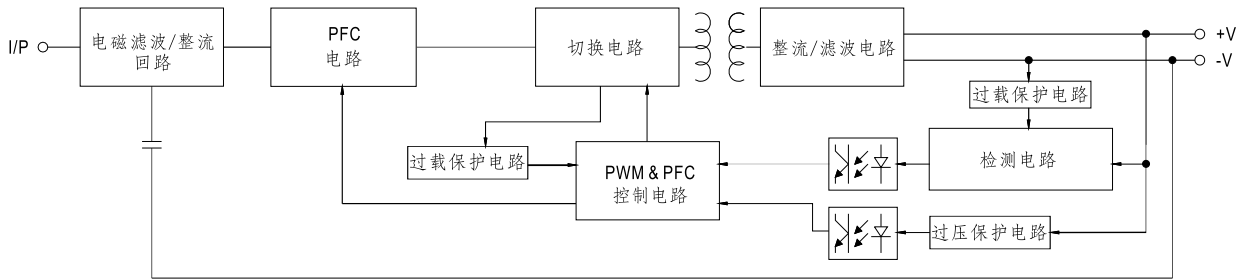 I/P
电磁滤波/整流
回路
PFC
电路
切换电路
整流/滤波电路
+V
-V
过载保护电路
过载保护电路
PWM & PFC
控制电路
检测电路
过压保护电路